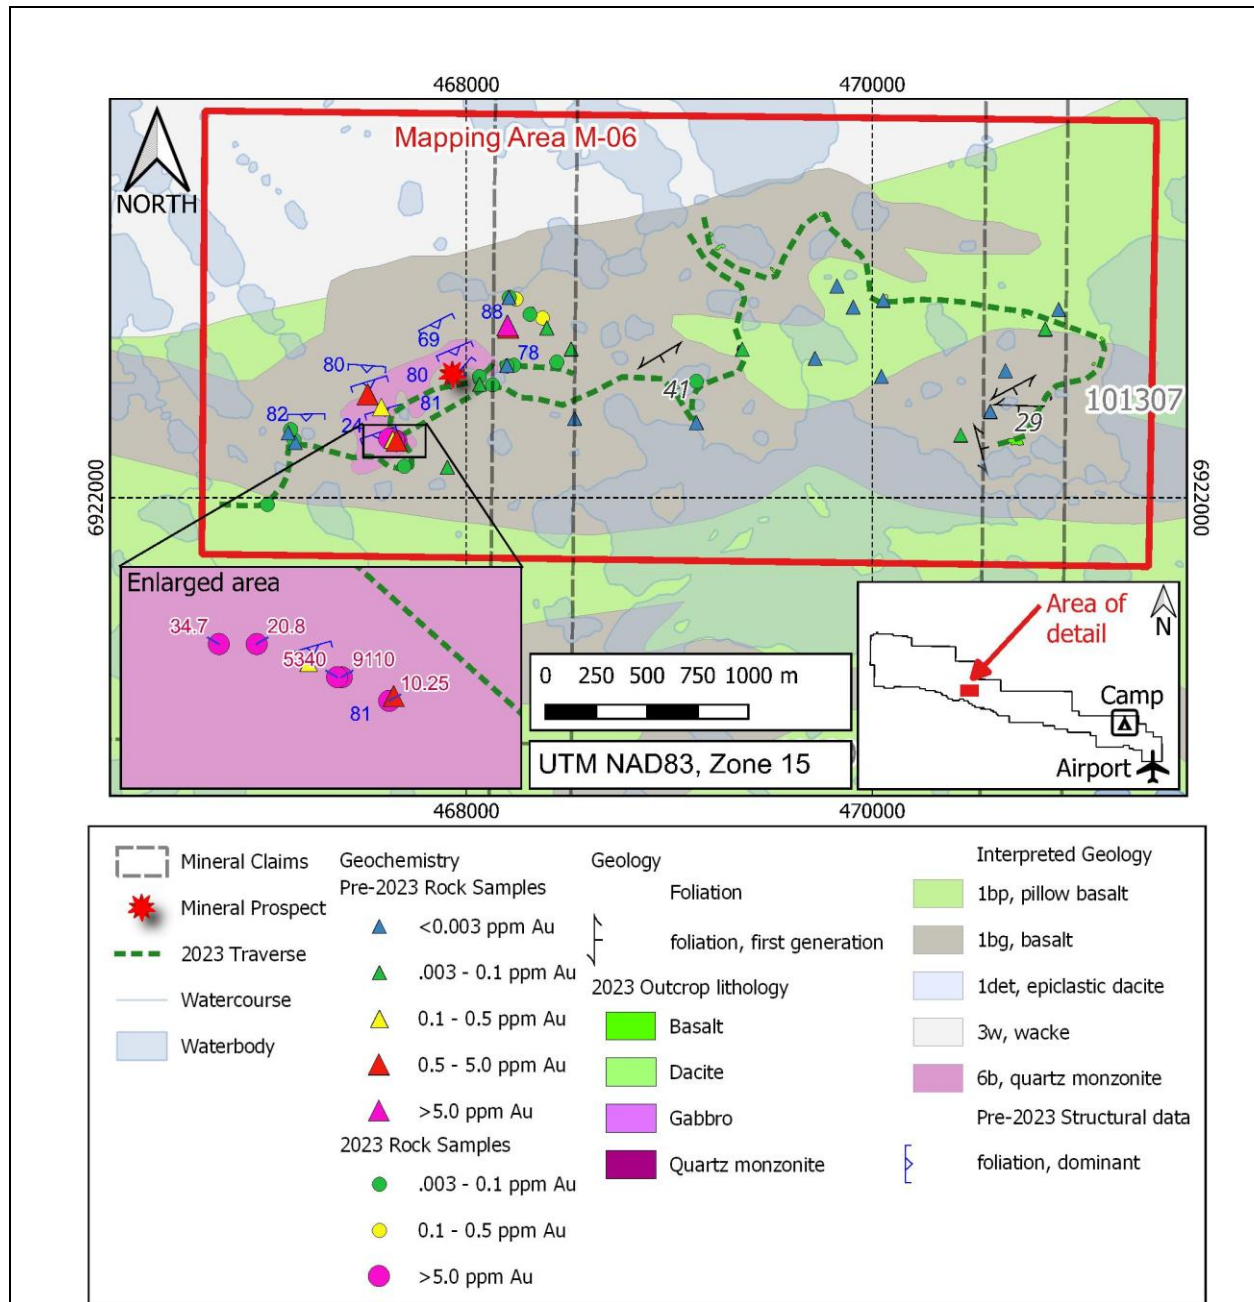 468000
470000
Mapping Area M-06
NORTH
88
69
78
80
80
41
81
101307
82
29
24
6922000
6922000
Enlarged area
34.7
20.8
5340
9110
10.25
81
0 250 500 750 1000 m
UTM NAD83, Zone 15
Area of
detail
N
Camp
Airport
468000
470000
Mineral Claims
Mineral Prospect
2023 Traverse
Watercourse
Waterbody
Geochemistry
Pre-2023 Rock Samples
<0.003 ppm Au
.003 - 0.1 ppm Au
0.1 - 0.5 ppm Au
0.5 - 5.0 ppm Au
>5.0 ppm Au
2023 Rock Samples
.003 - 0.1 ppm Au
0.1 - 0.5 ppm Au
>5.0 ppm Au
Geology
Foliation
foliation, first generation
2023 Outcrop lithology
Basalt
Dacite
Gabbro
Quartz monzonite
Interpreted Geology
1bp, pillow basalt
1bg, basalt
1det, epiclastic dacite
3w, wacke
6b, quartz monzonite
Pre-2023 Structural data
foliation, dominant